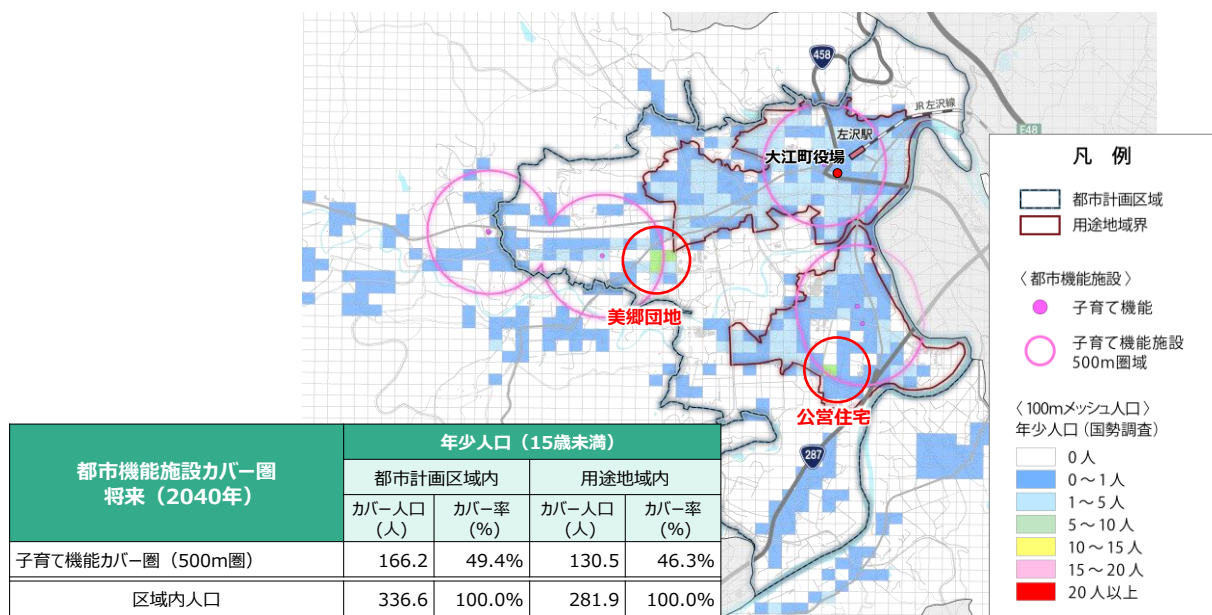 458
JR左沢線
左沢駅
大江町役場
E48
美郷団地
公営住宅
287
凡 例
都市計画区域
用途地域界
〈都市機能施設〉
子育て機能
子育て機能施設
500m圏域
〈100mメッシュ人口〉
年少人口(国勢調査)
0人
0～1人
1～5人
5～10人
10～15人
15～20人
20人以上
都市機能施設カバー圏
将来（2040年）
年少人口（15歳未満）
都市計画区域内 用途地域内
カバー人口 カバー率 カバー人口 カバー率
(人) (%) (人) (%)
子育て機能カバー圏（500m圏） 166.2 49.4% 130.5 46.3%
区域内人口 336.6 100.0% 281.9 100.0%